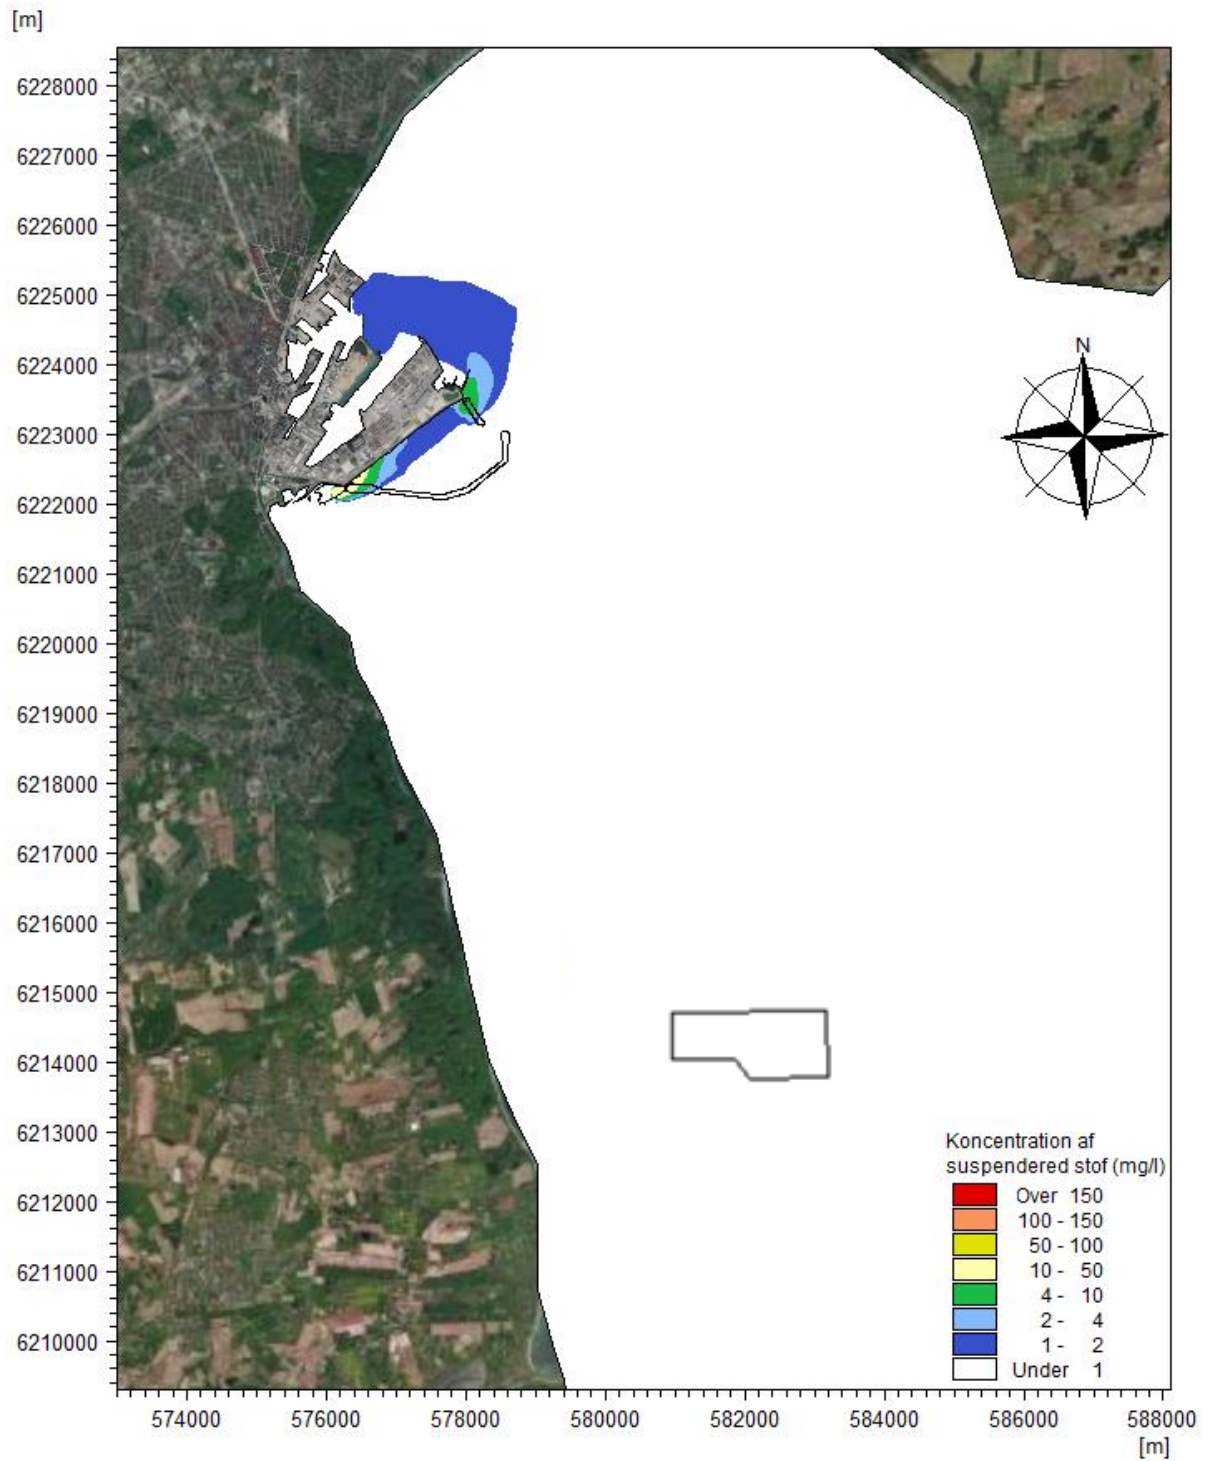 [m]
6228000
6227000
6226000
6225000
6224000
6223000
6222000
6221000
6220000
6219000
6218000
6217000
6216000
6215000
6214000
6213000
6212000
6211000
6210000
N
Koncentration af
suspendered stof (mg/l)
Over 150
100 - 150
50 - 100
10 - 50
4 - 10
2 - 4
1 - 2
Under 1
574000 576000 578000 580000 582000 584000 586000 588000
[m]